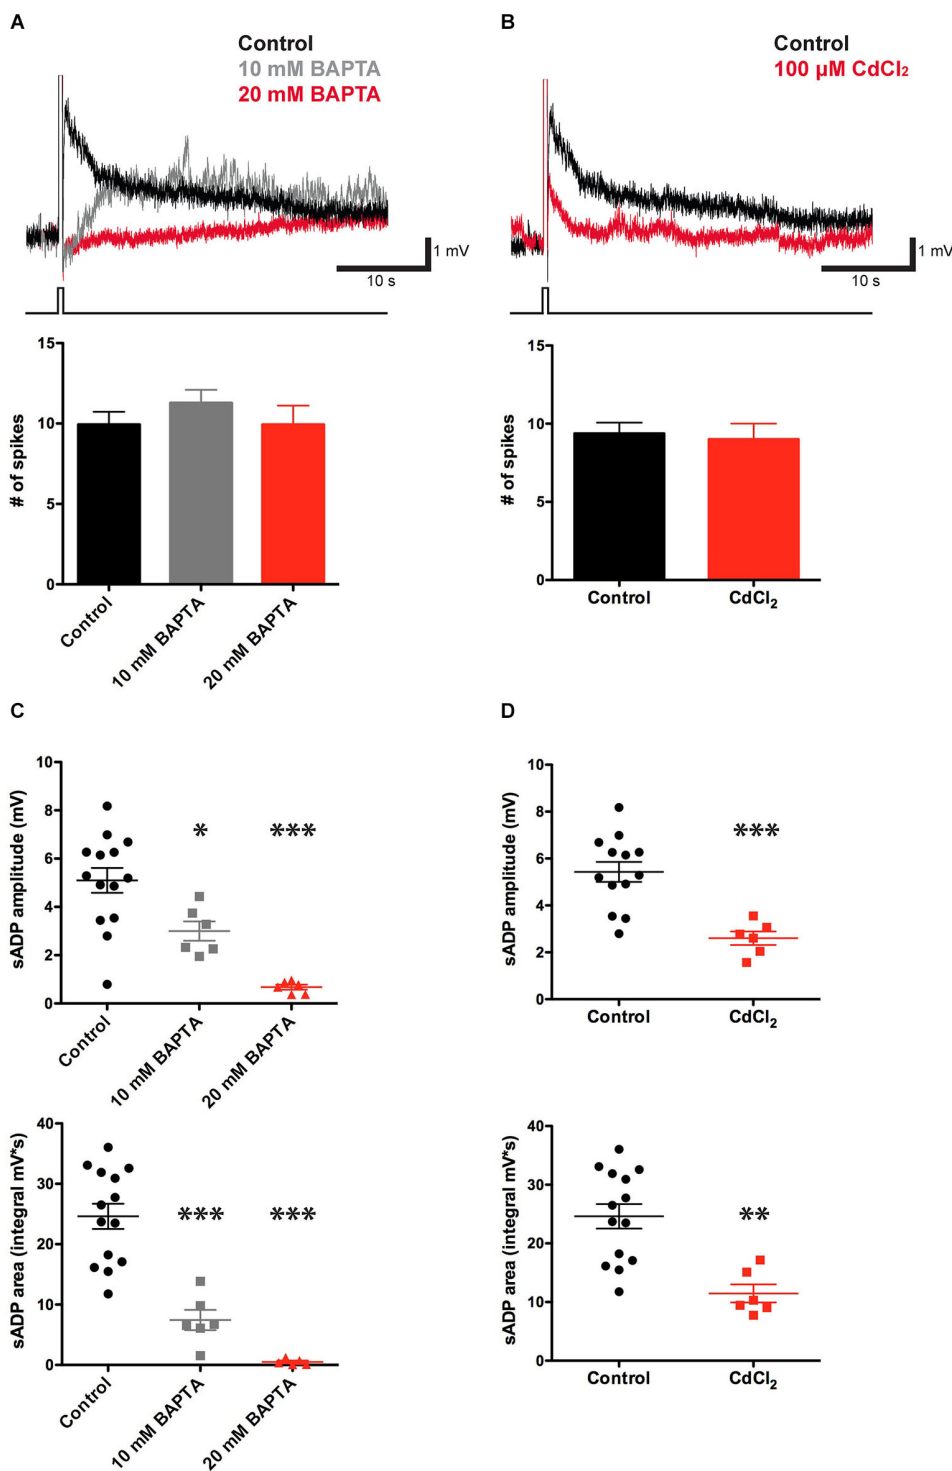 A
Control
10 mM BAPTA
20 mM BAPTA
1 mV
10 s
B
Control
100 µM CdCl₂
1 mV
10 s
15
10
5
0
# of spikes
Control
10 mM BAPTA
20 mM BAPTA
15
10
5
0
# of spikes
Control
CdCl₂
C
10
8
6
4
2
0
sADP amplitude (mV)
*
***
Control
10 mM BAPTA
20 mM BAPTA
D
10
8
6
4
2
0
sADP amplitude (mV)
***
Control
CdCl₂
40
30
20
10
0
sADP area (integral mV*s)
***
***
Control
10 mM BAPTA
20 mM BAPTA
40
30
20
10
0
sADP area (integral mV*s)
**
Control
CdCl₂